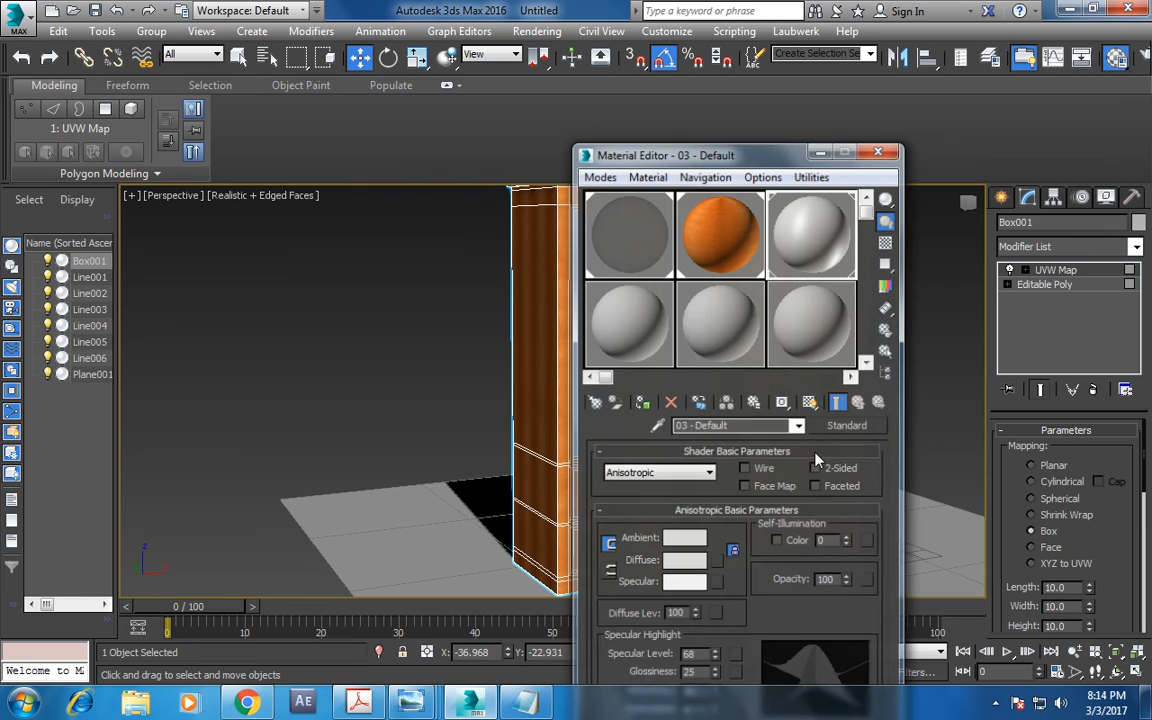 MAX
Workspace: Default
Autodesk 3ds Max 2016
Untitled
Type a keyword or phrase
Sign In
Edit Tools Group Views Create Modifiers Animation Graph Editors Rendering Civil View Customize Scripting Laubwerk Help
All
View
Create Selection Se
Modeling Freeform Selection Object Paint Populate
1: UVW Map
Polygon Modeling
Select Display
Name (Sorted Ascer
Box001
Line001
Line002
Line003
Line004
Line005
Line006
Plane001
[+] [Perspective] [Realistic + Edged Faces]
Material Editor - 03 - Default
Modes Material Navigation Options Utilities
03 - Default
Standard
Shader Basic Parameters
Anisotropic
Wire
2-Sided
Face Map
Faceted
Anisotropic Basic Parameters
Self-Illumination
Ambient:
Color 0
Diffuse:
Specular:
Opacity: 100
Diffuse Lev: 100
Specular Highlight
Specular Level: 68
Glossiness: 25
Box001
Modifier List
UVW Map
Editable Poly
Parameters
Mapping:
Planar
Cylindrical Cap
Spherical
Shrink Wrap
Box
Face
XYZ to UVW
Length: 10.0
Width: 10.0
Height: 10.0
0 / 100
0 10 20 30 40 50
100
Welcome to M
1 Object Selected
X: -36.968
Y: -22.931
Click and drag to select and move objects
Filters...
0
8:14 PM
3/3/2017